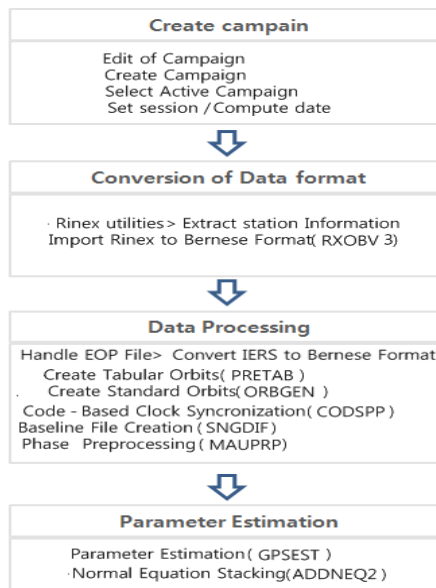 Create campain
Edit of Campaign
Create Campaign
Select Active Campaign
Set session / Compute date
Conversion of Data format
· Rinex utilities> Extract station Information
Import Rinex to Bernese Format( RXOBV 3)
Data Processing
Handle EOP File> Convert IERS to Bernese Format
Create Tabular Orbits( PRETAB )
. Create Standard Orbits( ORBGEN )
Code - Based Clock Syncronization( CODSPP )
Baseline File Creation ( SNGDIF )
Phase Preprocessing ( MAUPRP)
Parameter Estimation
Parameter Estimation( GPSEST )
·Normal Equation Stacking(ADDNEQ2 )